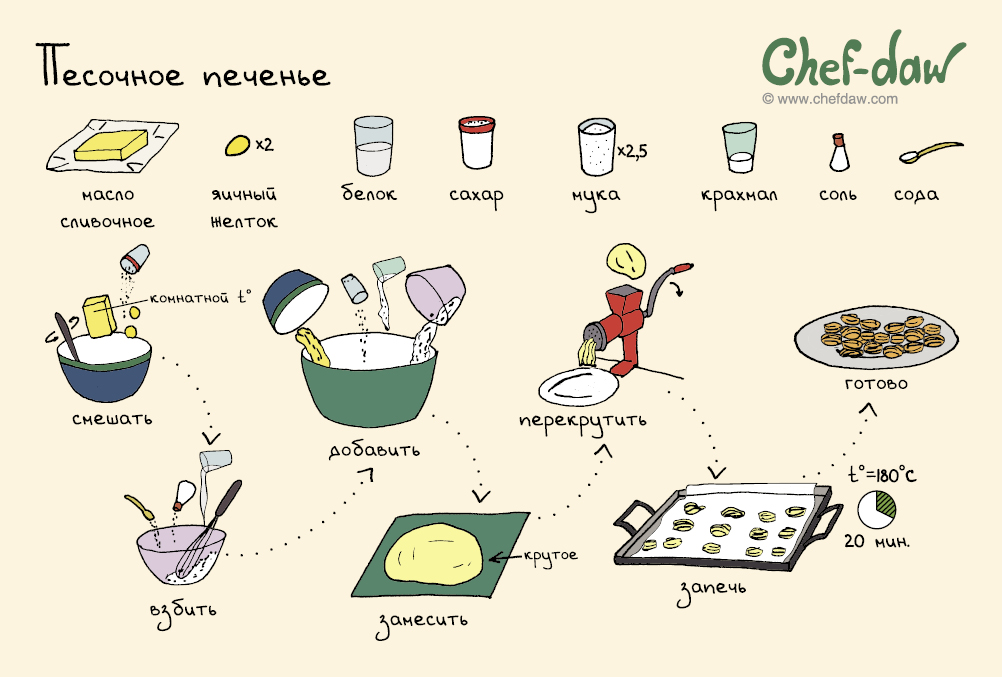 Песочное печенье
Chef-daw
© www.chefdaw.com
x2
x2,5
масло
сливочное
яичный
желток
белок
сахар
мука
крахмал
соль
сода
комнатной t°
смешать
добавить
перекрутить
готово
взбить
замесить
крутое
запечь
t°=180°C
20 мин.